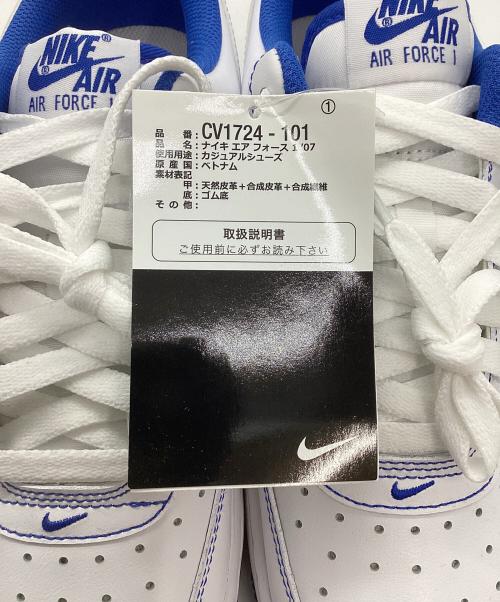 NIKE
AIR
AIR FORCE 1
NIKE
AIR
AIR FORCE 1
①
品 番: CV1724 - 101
品 名: ナイキ エア フォース 1 '07
使用用途: カジュアルシューズ
原 産 国: ベトナム
素材表記
甲: 天然皮革+合成皮革+合成繊維
底: ゴム底
そ の 他:
取扱説明書
ご使用前に必ずお読み下さい